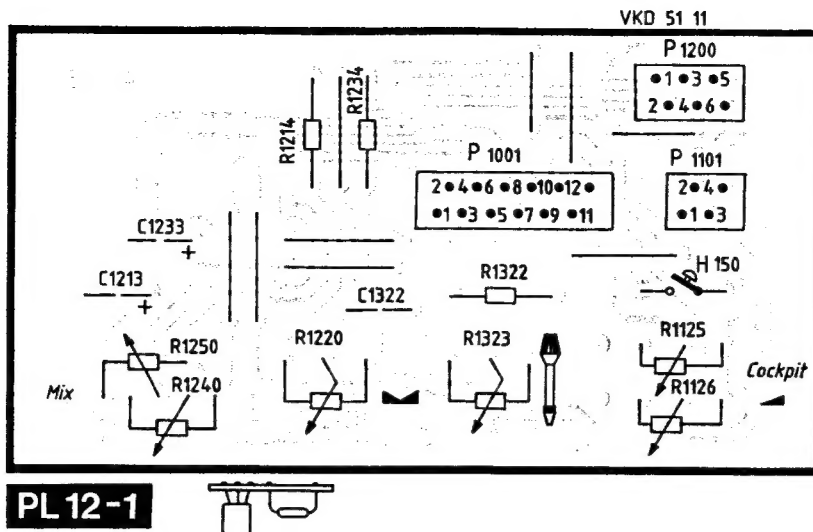 VKD 51 11
P 1200
1 3 5
2 4 6
R1214
R1234
P 1001
2 4 6 8 10 12
1 3 5 7 9 11
P 1101
2 4
1 3
C1233
+
C1213
+
C1322
R1322
H 150
R1250
R1240
Mix
R1220
R1323
R1125
R1126
Cockpit
PL 12-1